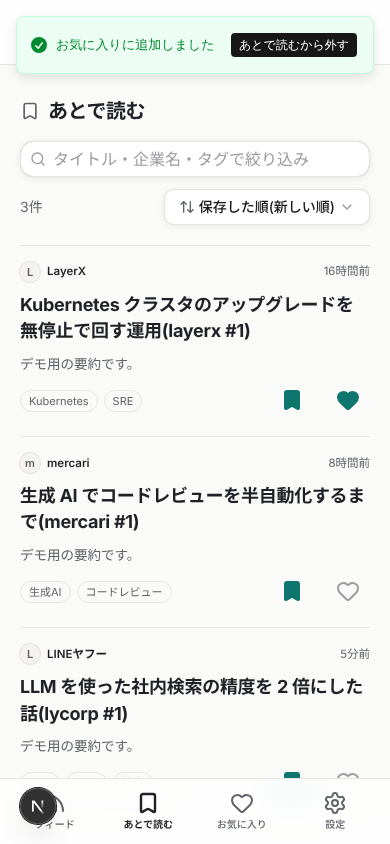 お気に入りに追加しました
あとで読むから外す
あとで読む
タイトル・企業名・タグで絞り込み
3件
保存した順(新しい順)
L
LayerX
16時間前
Kubernetes クラスタのアップグレードを
無停止で回す運用(layerx #1)
デモ用の要約です。
Kubernetes
SRE
m
mercari
8時間前
生成 AI でコードレビューを半自動化するま
で(mercari #1)
デモ用の要約です。
生成AI
コードレビュー
L
LINEヤフー
5分前
LLM を使った社内検索の精度を 2 倍にした
話(lycorp #1)
デモ用の要約です。
N
ィード
あとで読む
お気に入り
設定